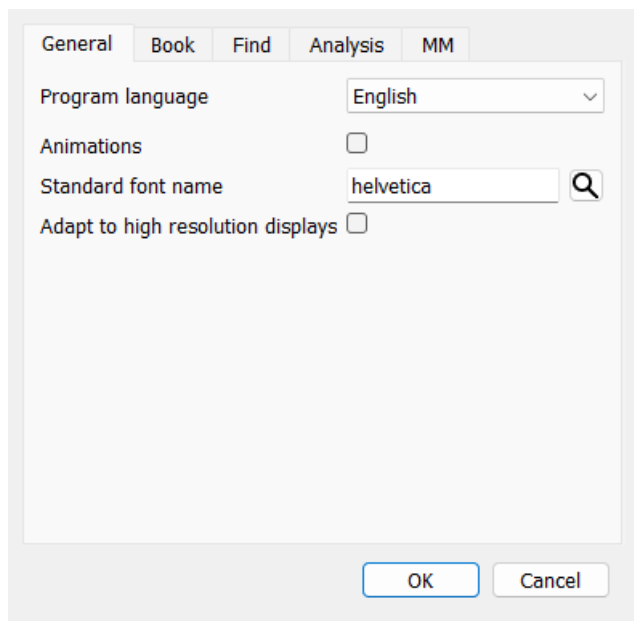 General Book Find Analysis MM
Program language English
Animations
Standard font name helvetica
Adapt to high resolution displays
OK Cancel